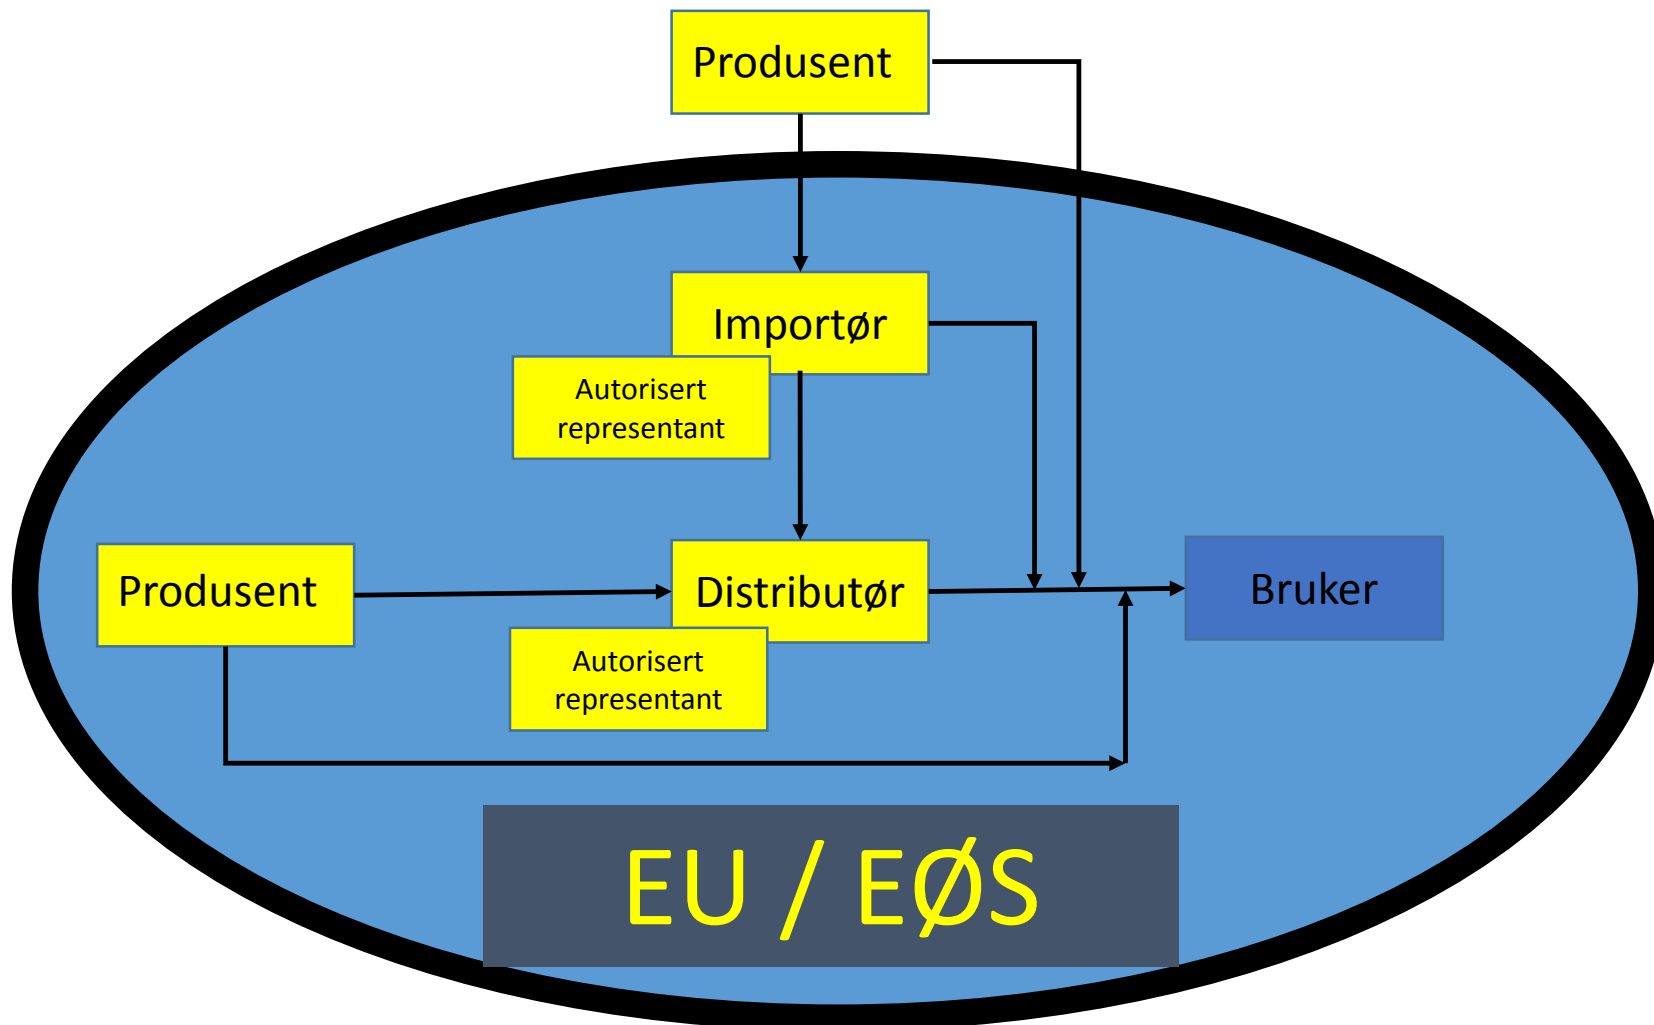 Produsent
Importør
Autorisert
representant
Produsent
Distributør
Bruker
Autorisert
representant
EU / EØS